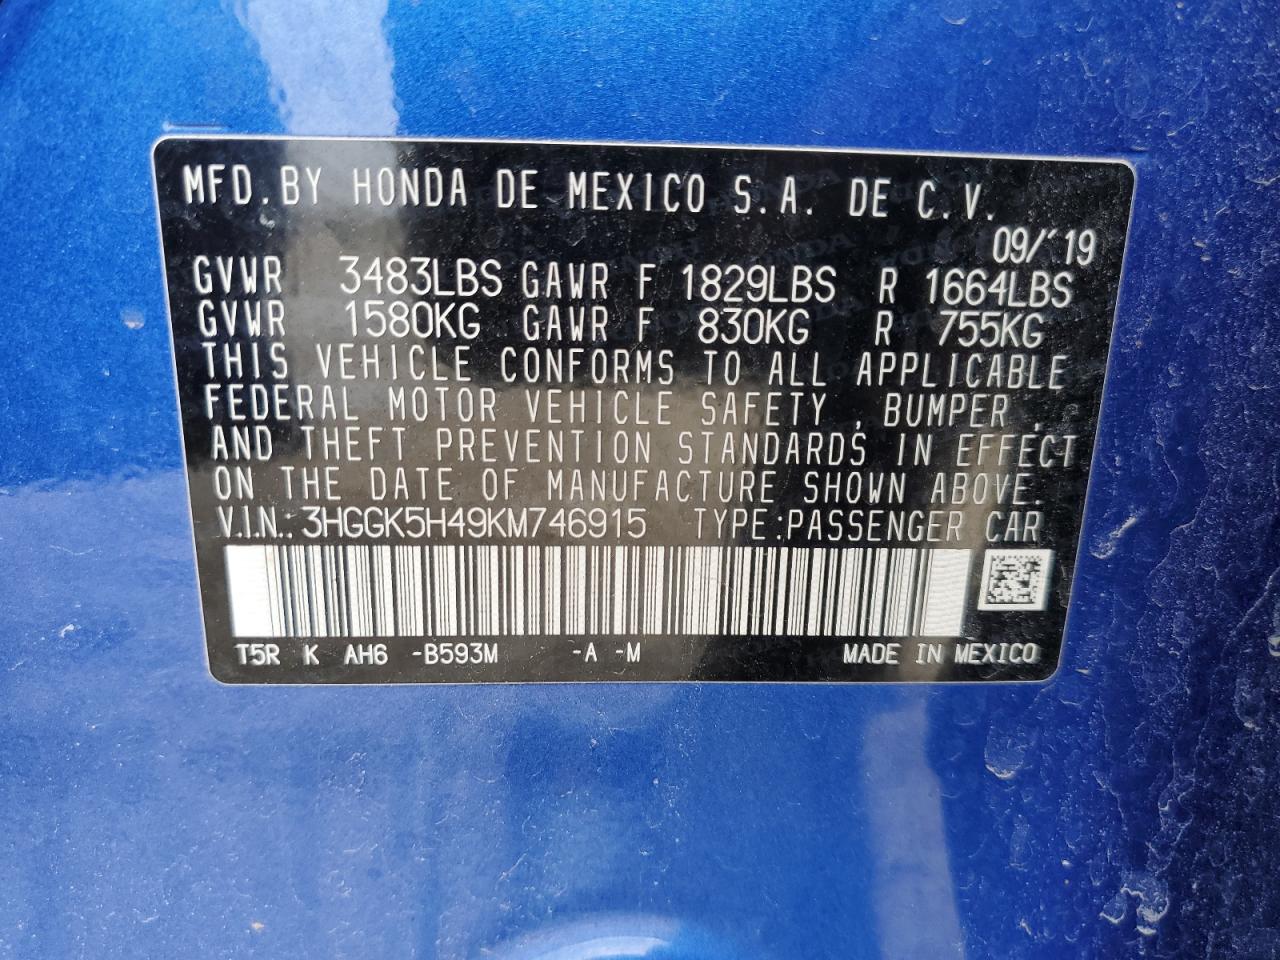 MFD.BY HONDA DE MEXICO S.A. DE C.V.
09/'19
GVWR 3483LBS GAWR F 1829LBS R 1664LBS
GVWR 1580KG GAWR F 830KG R 755KG
THIS VEHICLE CONFORMS TO ALL APPLICABLE
FEDERAL MOTOR VEHICLE SAFETY , BUMPER ,
AND THEFT PREVENTION STANDARDS IN EFFECT
ON THE DATE OF MANUFACTURE SHOWN ABOVE.
V.I.N.: 3HGGK5H49KM746915 TYPE:PASSENGER CAR
T5R K AH6 -B593M -A -M MADE IN MEXICO